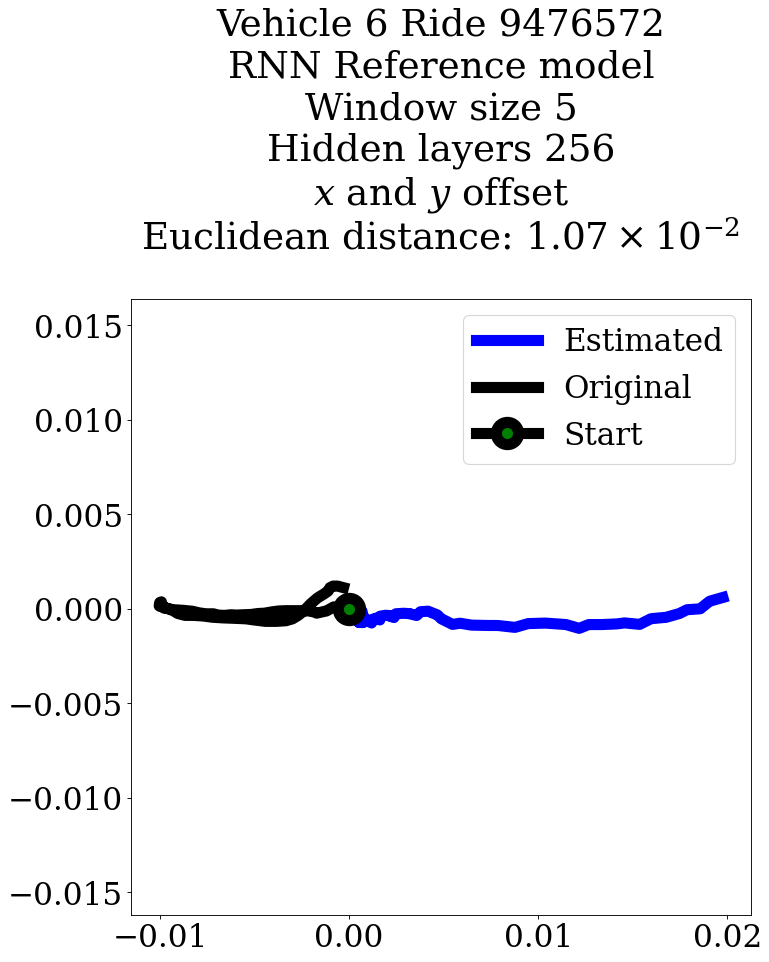 Vehicle 6 Ride 9476572
RNN Reference model
Window size 5
Hidden layers 256
x and y offset
Euclidean distance: 1.07 × 10⁻²
Estimated
Original
Start
0.015
0.010
0.005
0.000
−0.005
−0.010
−0.015
−0.01 0.00 0.01 0.02